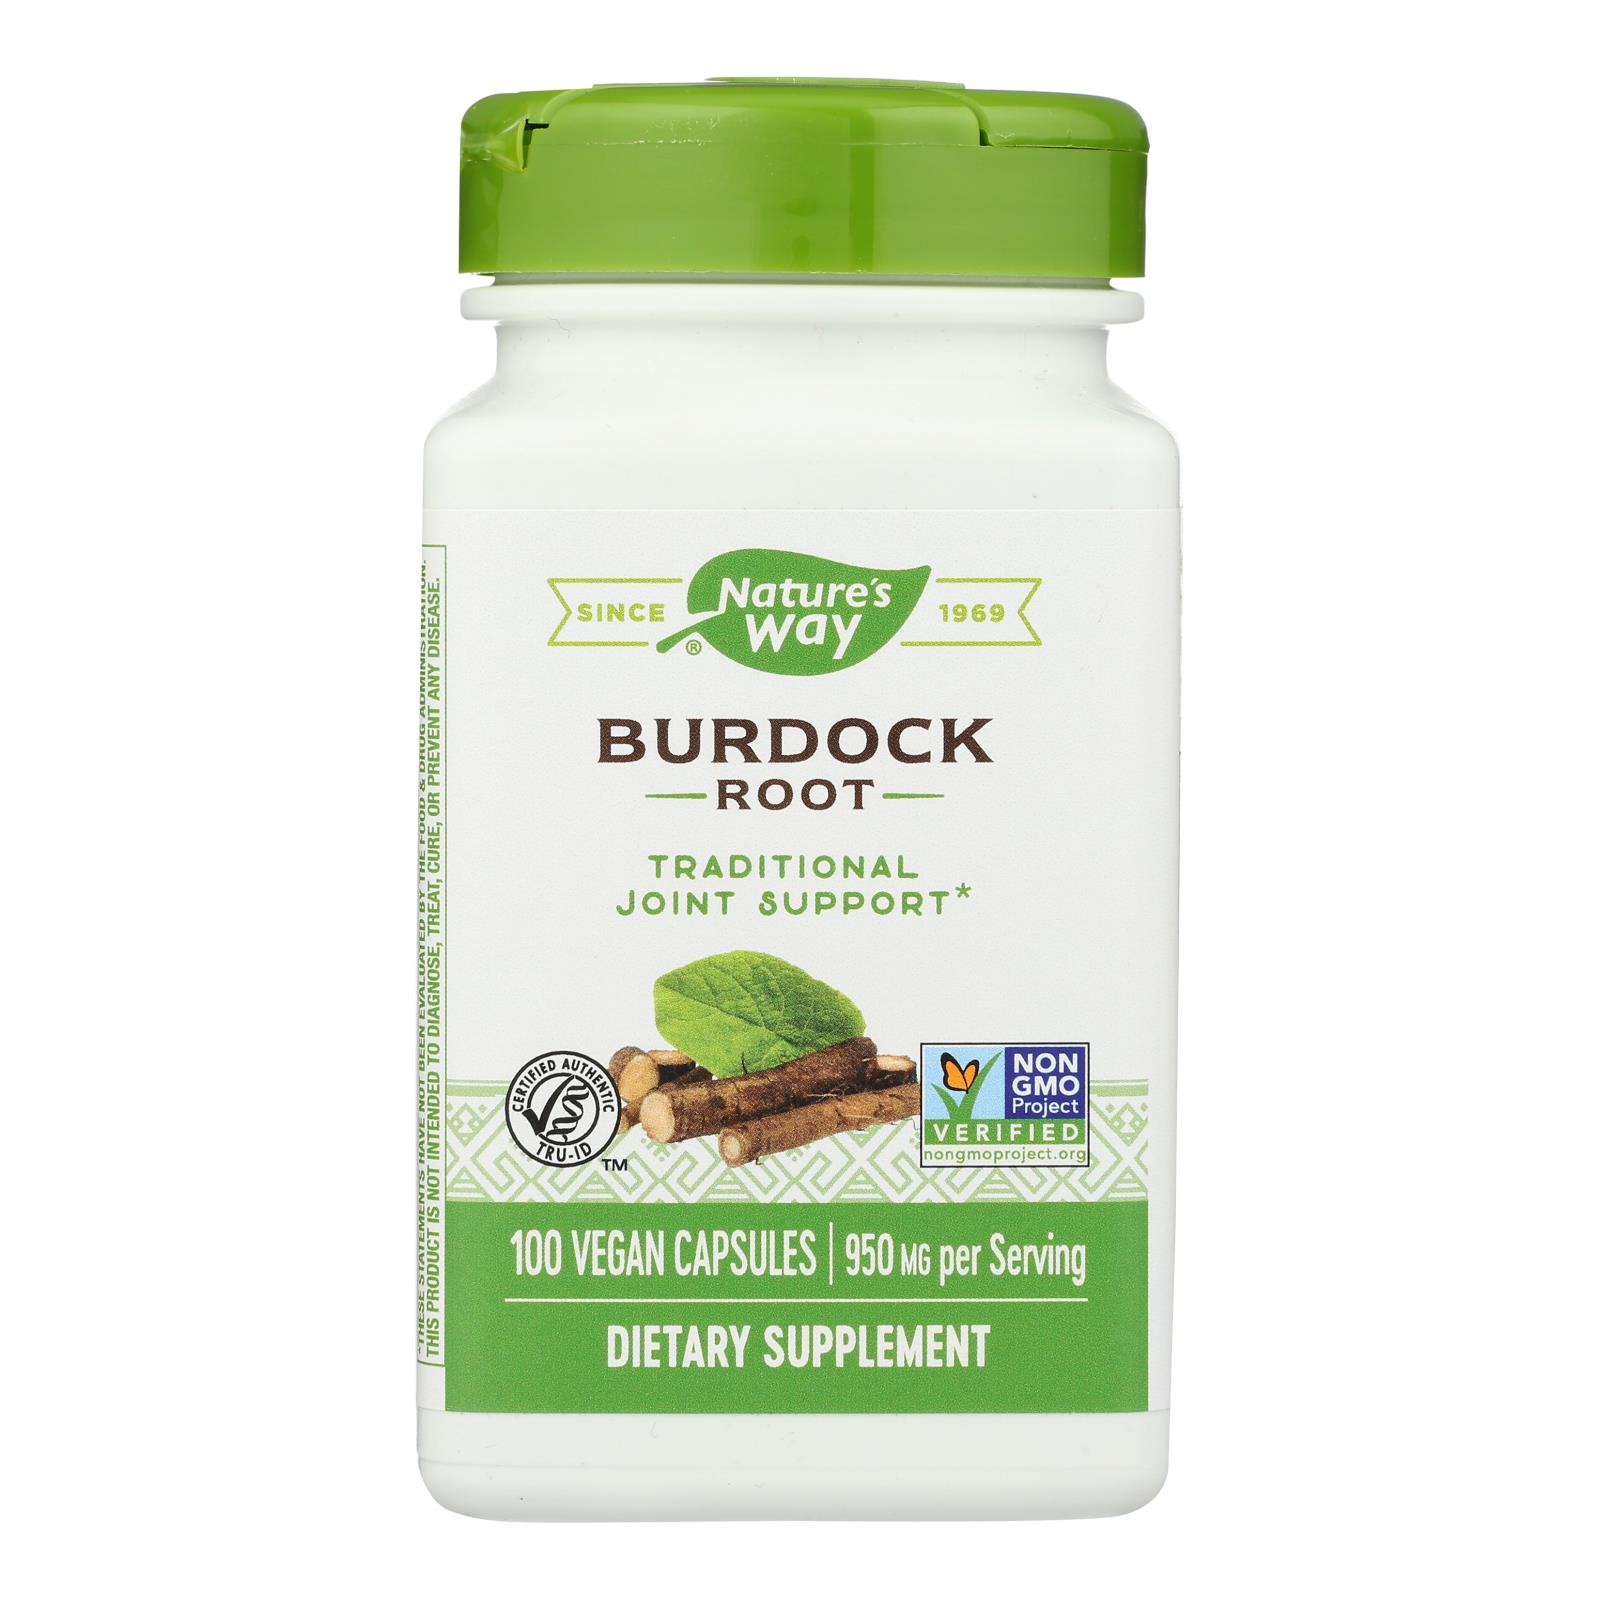 SINCE
Nature's
Way
®
1969
BURDOCK
ROOT
TRADITIONAL
JOINT SUPPORT*
CERTIFIED AUTHENTIC
TRU-ID
TM
NON
GMO
Project
VERIFIED
nongmoproject.org
100 VEGAN CAPSULES | 950 MG per Serving
DIETARY SUPPLEMENT
*THESE STATEMENTS HAVE NOT BEEN EVALUATED BY THE FOOD & DRUG ADMINISTRATION.
THIS PRODUCT IS NOT INTENDED TO DIAGNOSE, TREAT, CURE, OR PREVENT ANY DISEASE.